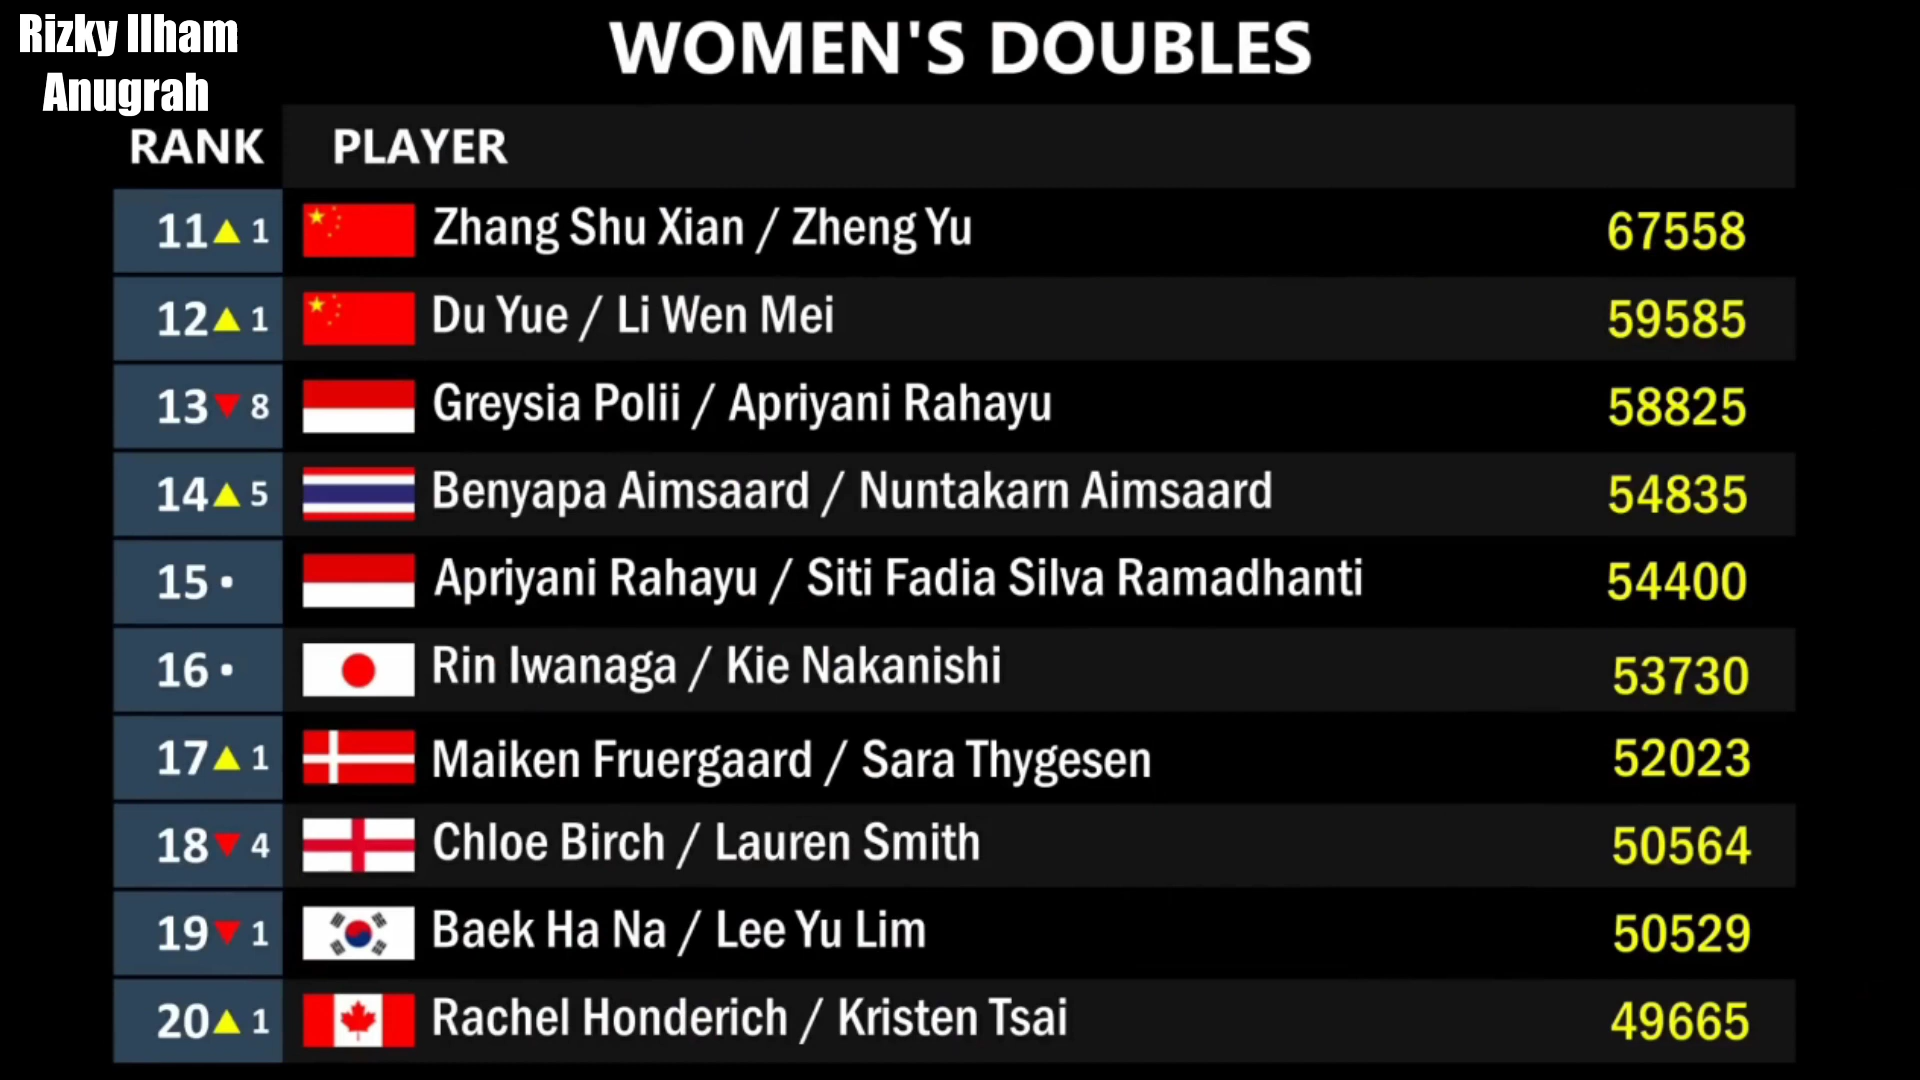 Rizky Ilham
Anugrah
WOMEN'S DOUBLES
RANK PLAYER
11 ▲ 1 Zhang Shu Xian / Zheng Yu 67558
12 ▲ 1 Du Yue / Li Wen Mei 59585
13 ▼ 8 Greysia Polii / Apriyani Rahayu 58825
14 ▲ 5 Benyapa Aimsaard / Nuntakarn Aimsaard 54835
15 • Apriyani Rahayu / Siti Fadia Silva Ramadhanti 54400
16 • Rin Iwanaga / Kie Nakanishi 53730
17 ▲ 1 Maiken Fruergaard / Sara Thygesen 52023
18 ▼ 4 Chloe Birch / Lauren Smith 50564
19 ▼ 1 Baek Ha Na / Lee Yu Lim 50529
20 ▲ 1 Rachel Honderich / Kristen Tsai 49665